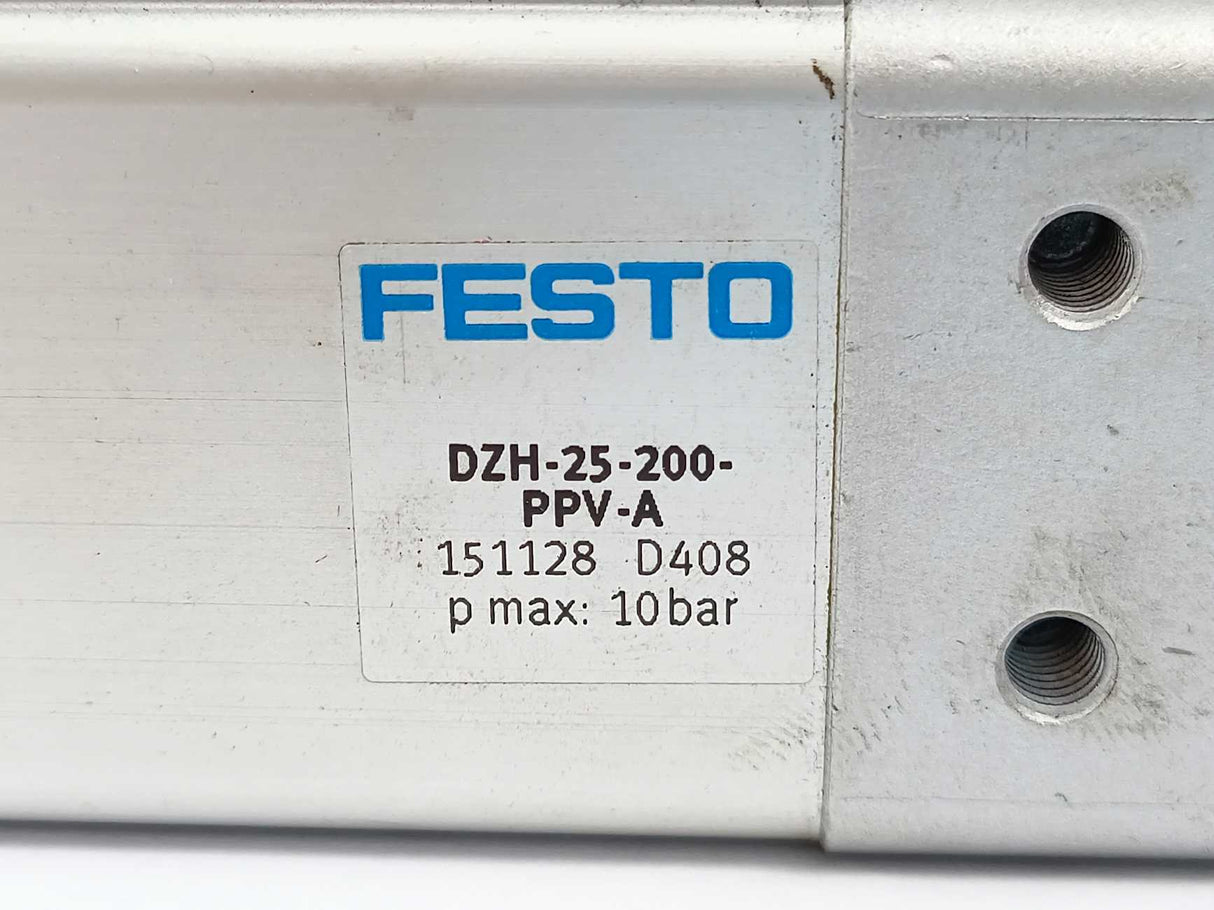 FESTO
DZH-25-200-
PPV-A
151128 D408
p max: 10bar